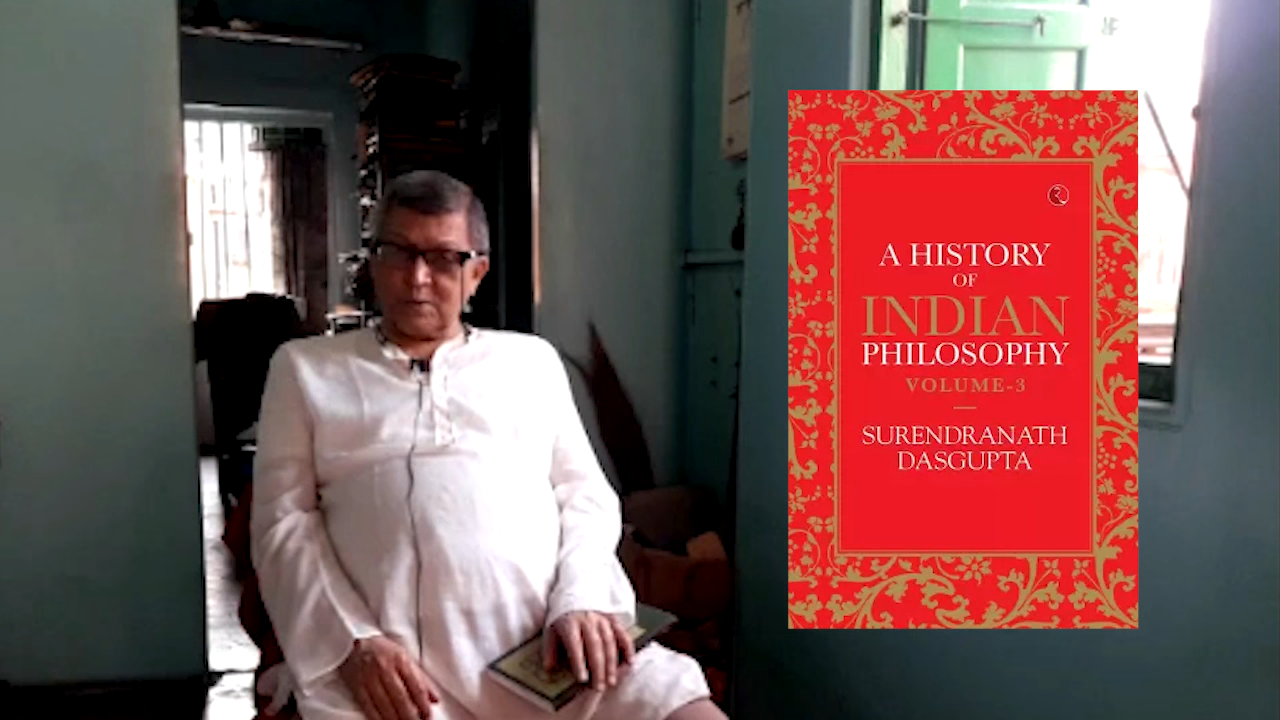 A HISTORY
OF
INDIAN
PHILOSOPHY
VOLUME-3
SURENDRANATH
DASGUPTA